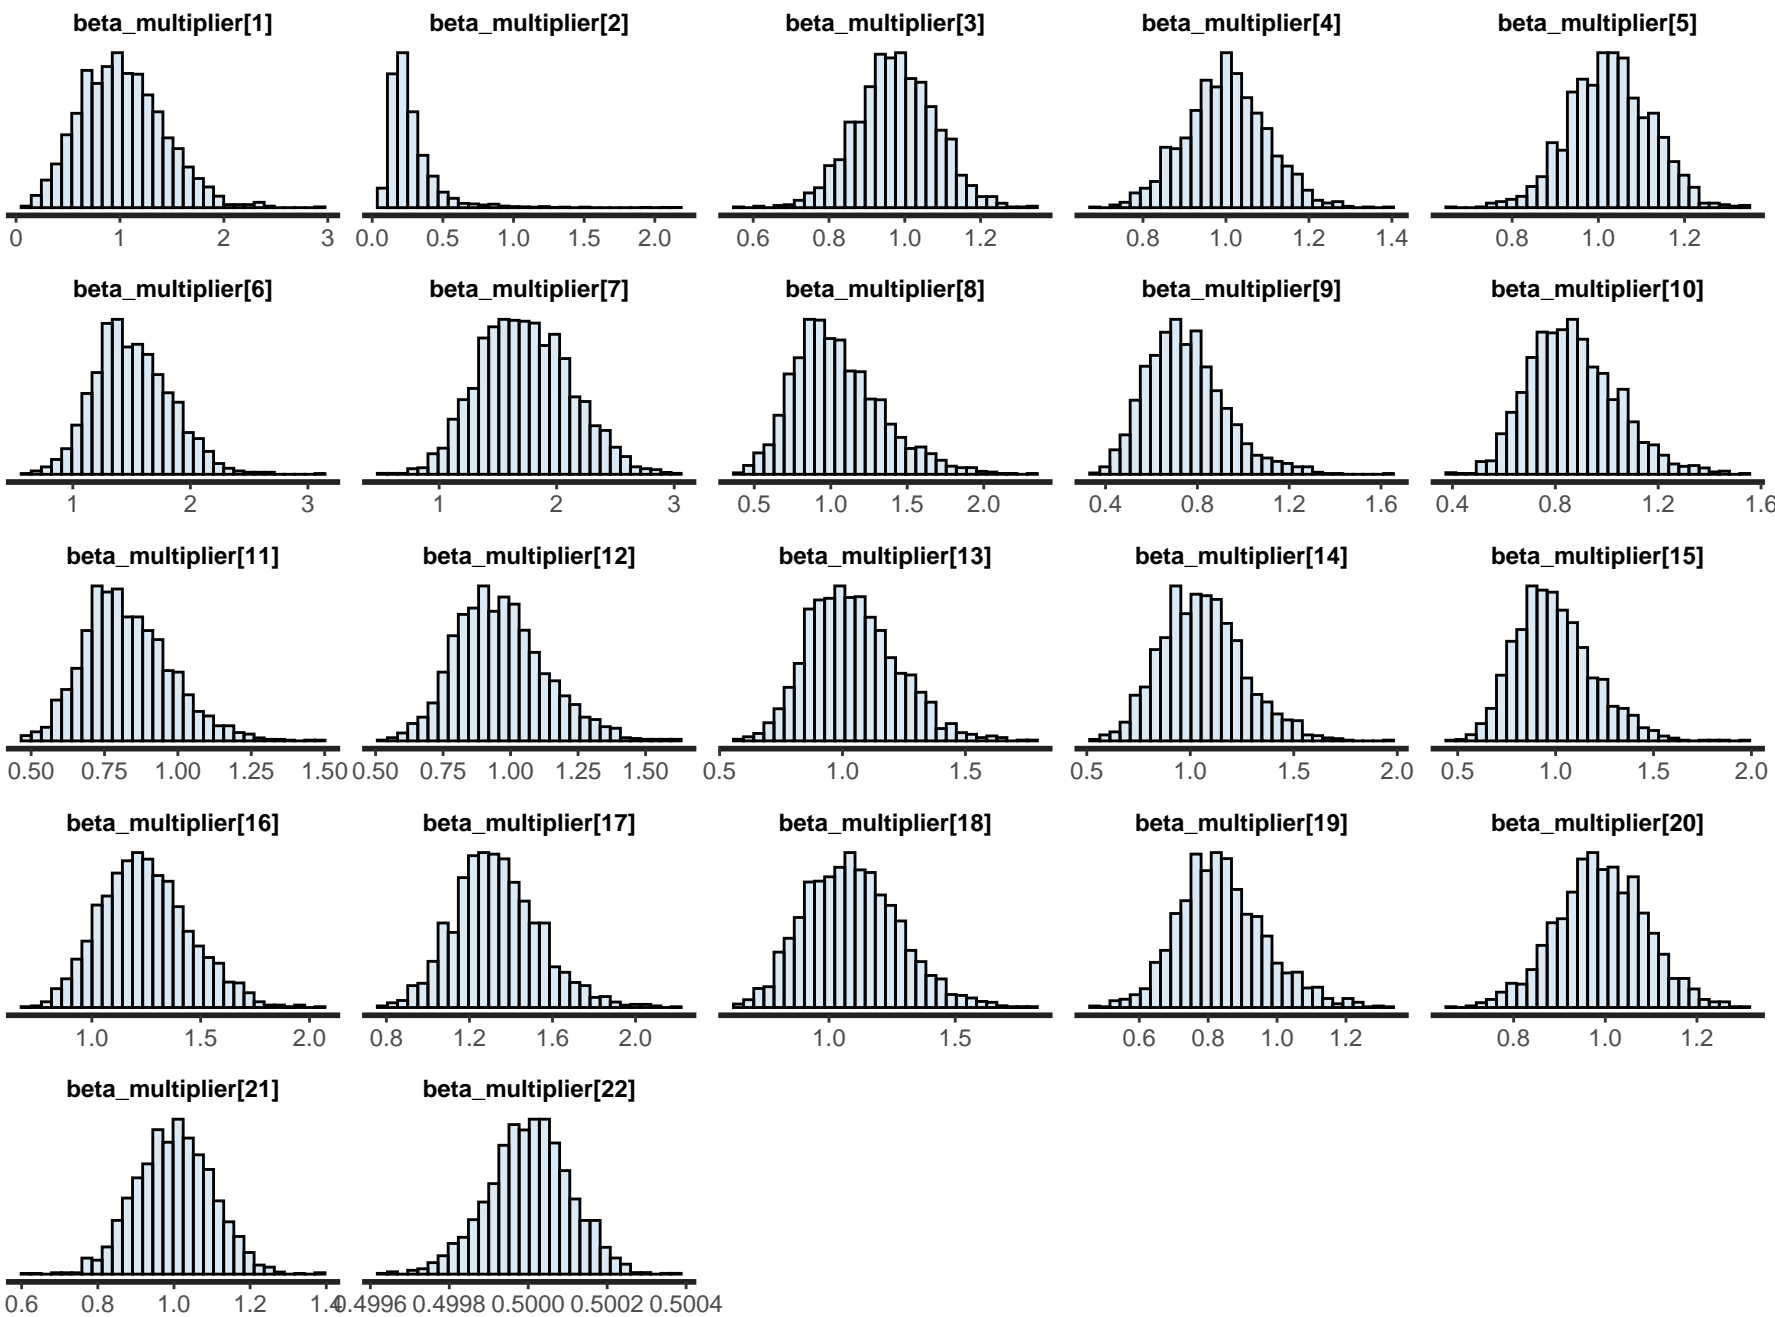 beta_multiplier[1] beta_multiplier[2] beta_multiplier[3] beta_multiplier[4] beta_multiplier[5]
0 1 2 3 0.0 0.5 1.0 1.5 2.0 0.6 0.8 1.0 1.2 0.8 1.0 1.2 1.4 0.8 1.0 1.2
beta_multiplier[6] beta_multiplier[7] beta_multiplier[8] beta_multiplier[9] beta_multiplier[10]
1 2 3 1 2 3 0.5 1.0 1.5 2.0 0.4 0.8 1.2 1.6 0.4 0.8 1.2 1.6
beta_multiplier[11] beta_multiplier[12] beta_multiplier[13] beta_multiplier[14] beta_multiplier[15]
0.50 0.75 1.00 1.25 1.50 0.50 0.75 1.00 1.25 1.50 0.5 1.0 1.5 0.5 1.0 1.5 2.0 0.5 1.0 1.5 2.0
beta_multiplier[16] beta_multiplier[17] beta_multiplier[18] beta_multiplier[19] beta_multiplier[20]
1.0 1.5 2.0 0.8 1.2 1.6 2.0 1.0 1.5 0.6 0.8 1.0 1.2 0.8 1.0 1.2
beta_multiplier[21] beta_multiplier[22]
0.6 0.8 1.0 1.2 1.4 0.4996 0.4998 0.5000 0.5002 0.5004